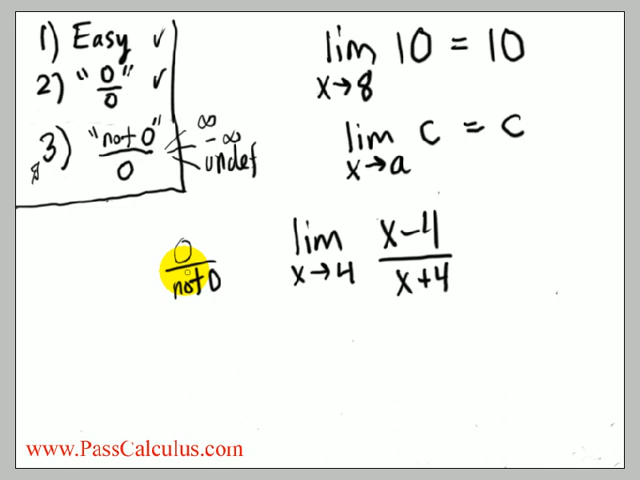 1) Easy ✓
2) "0/0" ✓
3) "not 0"/0 ∞
-∞
undef
lim 10 = 10
x→8
lim c = c
x→a
0
not 0
lim x-4
x→4 x+4
www.PassCalculus.com